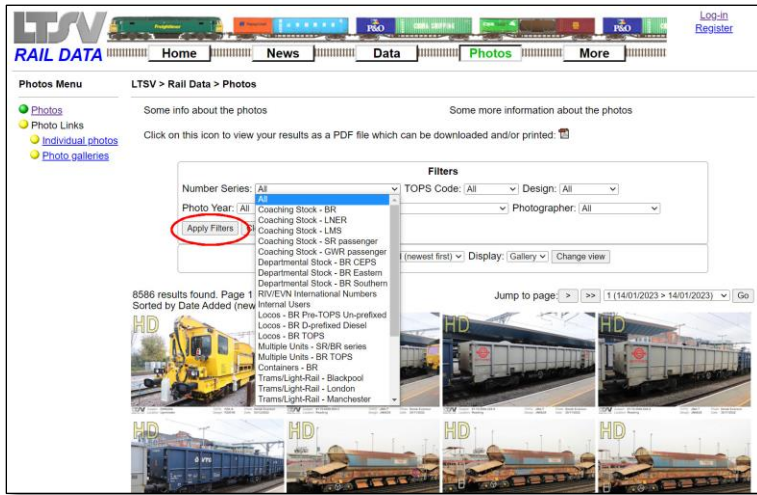 LTSV
RAIL DATA
Freightliner
P&O
P&O
Home News Data Photos More
Log-in
Register
Photos Menu
Photos
Photo Links
Individual photos
Photo galleries
LTSV > Rail Data > Photos
Some info about the photos Some more information about the photos
Click on this icon to view your results as a PDF file which can be downloaded and/or printed:
Filters
Number Series: All TOPS Code: All Design: All
Photo Year: All Photographer: All
Apply Filters
All
Coaching Stock - BR
Coaching Stock - LNER
Coaching Stock - LMS
Coaching Stock - SR passenger
Coaching Stock - GWR passenger
Departmental Stock - BR CEPS
Departmental Stock - BR Eastern
Departmental Stock - BR Southern
RIV/EVN International Numbers
Internal Users
Locos - BR Pre-TOPS Un-prefixed
Locos - BR D-prefixed Diesel
Locos - BR TOPS
Multiple Units - SR/BR series
Multiple Units - BR TOPS
Containers - BR
Trams/Light-Rail - Blackpool
Trams/Light-Rail - London
Trams/Light-Rail - Manchester
(newest first) Display: Gallery Change view
8586 results found. Page 1
Sorted by Date Added (new
Jump to page: > >> 1 (14/01/2023 > 14/01/2023) Go
HD
HD
HD
HD
HD
HD
HD